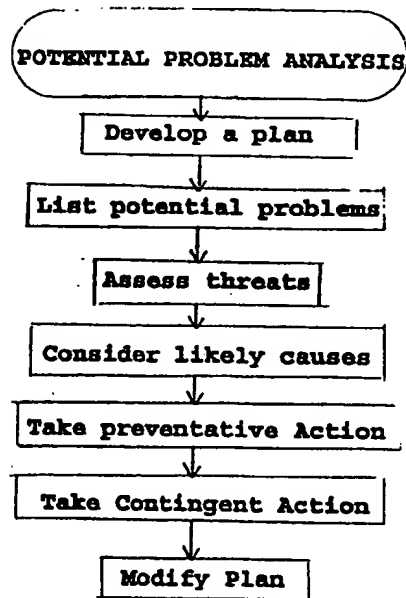 POTENTIAL PROBLEM ANALYSIS
Develop a plan
List potential problems
Assess threats
Consider likely causes
Take preventative Action
Take Contingent Action
Modify Plan